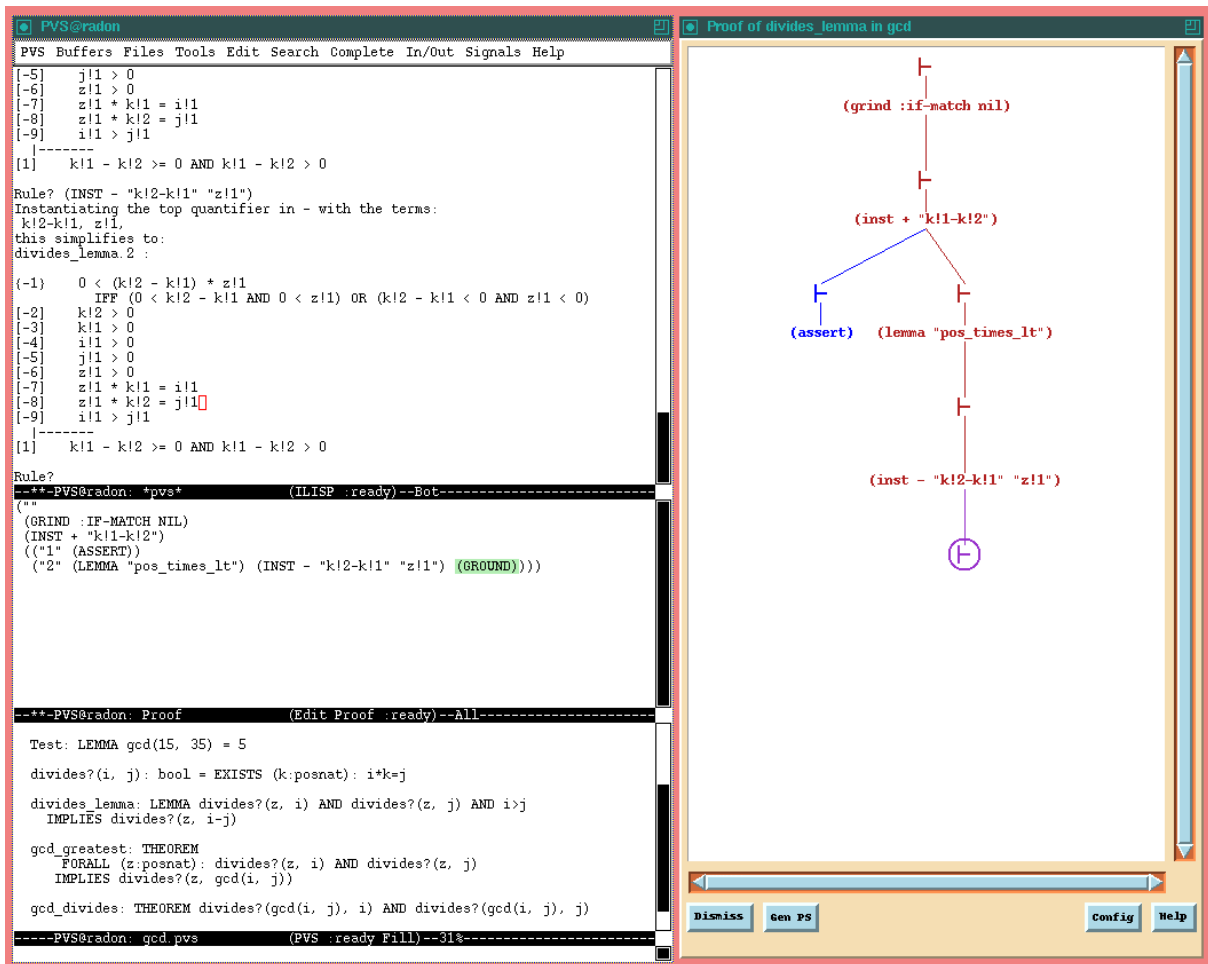 PVS@radon
PVS Buffers Files Tools Edit Search Complete In/Out Signals Help
[-5]    j!1 > 0
[-6]    z!1 > 0
[-7]    z!1 * k!1 = i!1
[-8]    z!1 * k!2 = j!1
[-9]    i!1 > j!1
  |-------
[1]    k!1 - k!2 >= 0 AND k!1 - k!2 > 0
Rule? (INST - "k!2-k!1" "z!1")
Instantiating the top quantifier in - with the terms:
 k!2-k!1, z!1,
this simplifies to:
divides_lemma.2 :
{-1}    0 < (k!2 - k!1) * z!1
          IFF (0 < k!2 - k!1 AND 0 < z!1) OR (k!2 - k!1 < 0 AND z!1 < 0)
[-2]    k!2 > 0
[-3]    k!1 > 0
[-4]    i!1 > 0
[-5]    j!1 > 0
[-6]    z!1 > 0
[-7]    z!1 * k!1 = i!1
[-8]    z!1 * k!2 = j!1
[-9]    i!1 > j!1
  |-------
[1]    k!1 - k!2 >= 0 AND k!1 - k!2 > 0
Rule?
--**-PVS@radon: *pvs*             (ILISP :ready)--Bot---------------------------
(""
 (GRIND :IF-MATCH NIL)
 (INST + "k!1-k!2")
 (("1" (ASSERT))
  ("2" (LEMMA "pos_times_lt") (INST - "k!2-k!1" "z!1") (GROUND))))
--**-PVS@radon: Proof             (Edit Proof :ready)--All----------------------
Test: LEMMA gcd(15, 35) = 5
divides?(i, j): bool = EXISTS (k:posnat): i*k=j
divides_lemma: LEMMA divides?(z, i) AND divides?(z, j) AND i>j
  IMPLIES divides?(z, i-j)
gcd_greatest: THEOREM
    FORALL (z:posnat): divides?(z, i) AND divides?(z, j)
   IMPLIES divides?(z, gcd(i, j))
gcd_divides: THEOREM divides?(gcd(i, j), i) AND divides?(gcd(i, j), j)
-----PVS@radon: gcd.pvs           (PVS :ready Fill)--31%------------------------
Proof of divides_lemma in gcd
(grind :if-match nil)
(inst + "k!1-k!2")
(assert)
(lemma "pos_times_lt")
(inst - "k!2-k!1" "z!1")
Dismiss
Gen PS
Config
Help